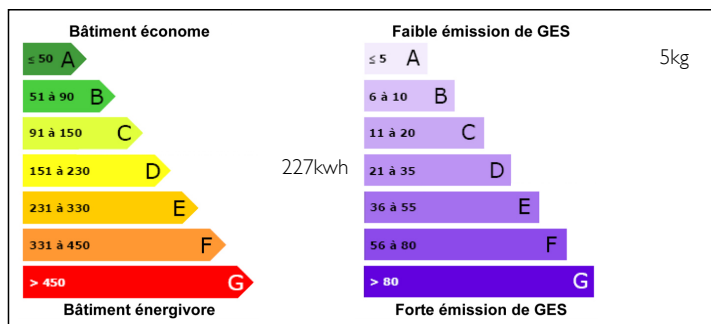 Bâtiment économe
≤ 50 A
51 à 90 B
91 à 150 C
151 à 230 D
231 à 330 E
331 à 450 F
> 450 G
Bâtiment énergivore
227kwh
Faible émission de GES
≤ 5 A
6 à 10 B
11 à 20 C
21 à 35 D
36 à 55 E
56 à 80 F
> 80 G
Forte émission de GES
5kg